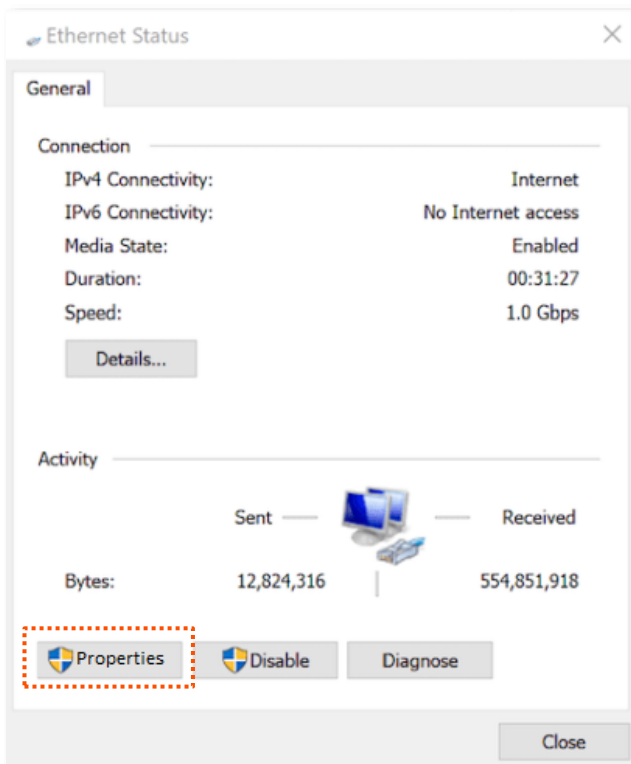 Ethernet Status
General
Connection
IPv4 Connectivity: Internet
IPv6 Connectivity: No Internet access
Media State: Enabled
Duration: 00:31:27
Speed: 1.0 Gbps
Details...
Activity
Sent Received
Bytes: 12,824,316 554,851,918
Properties Disable Diagnose
Close